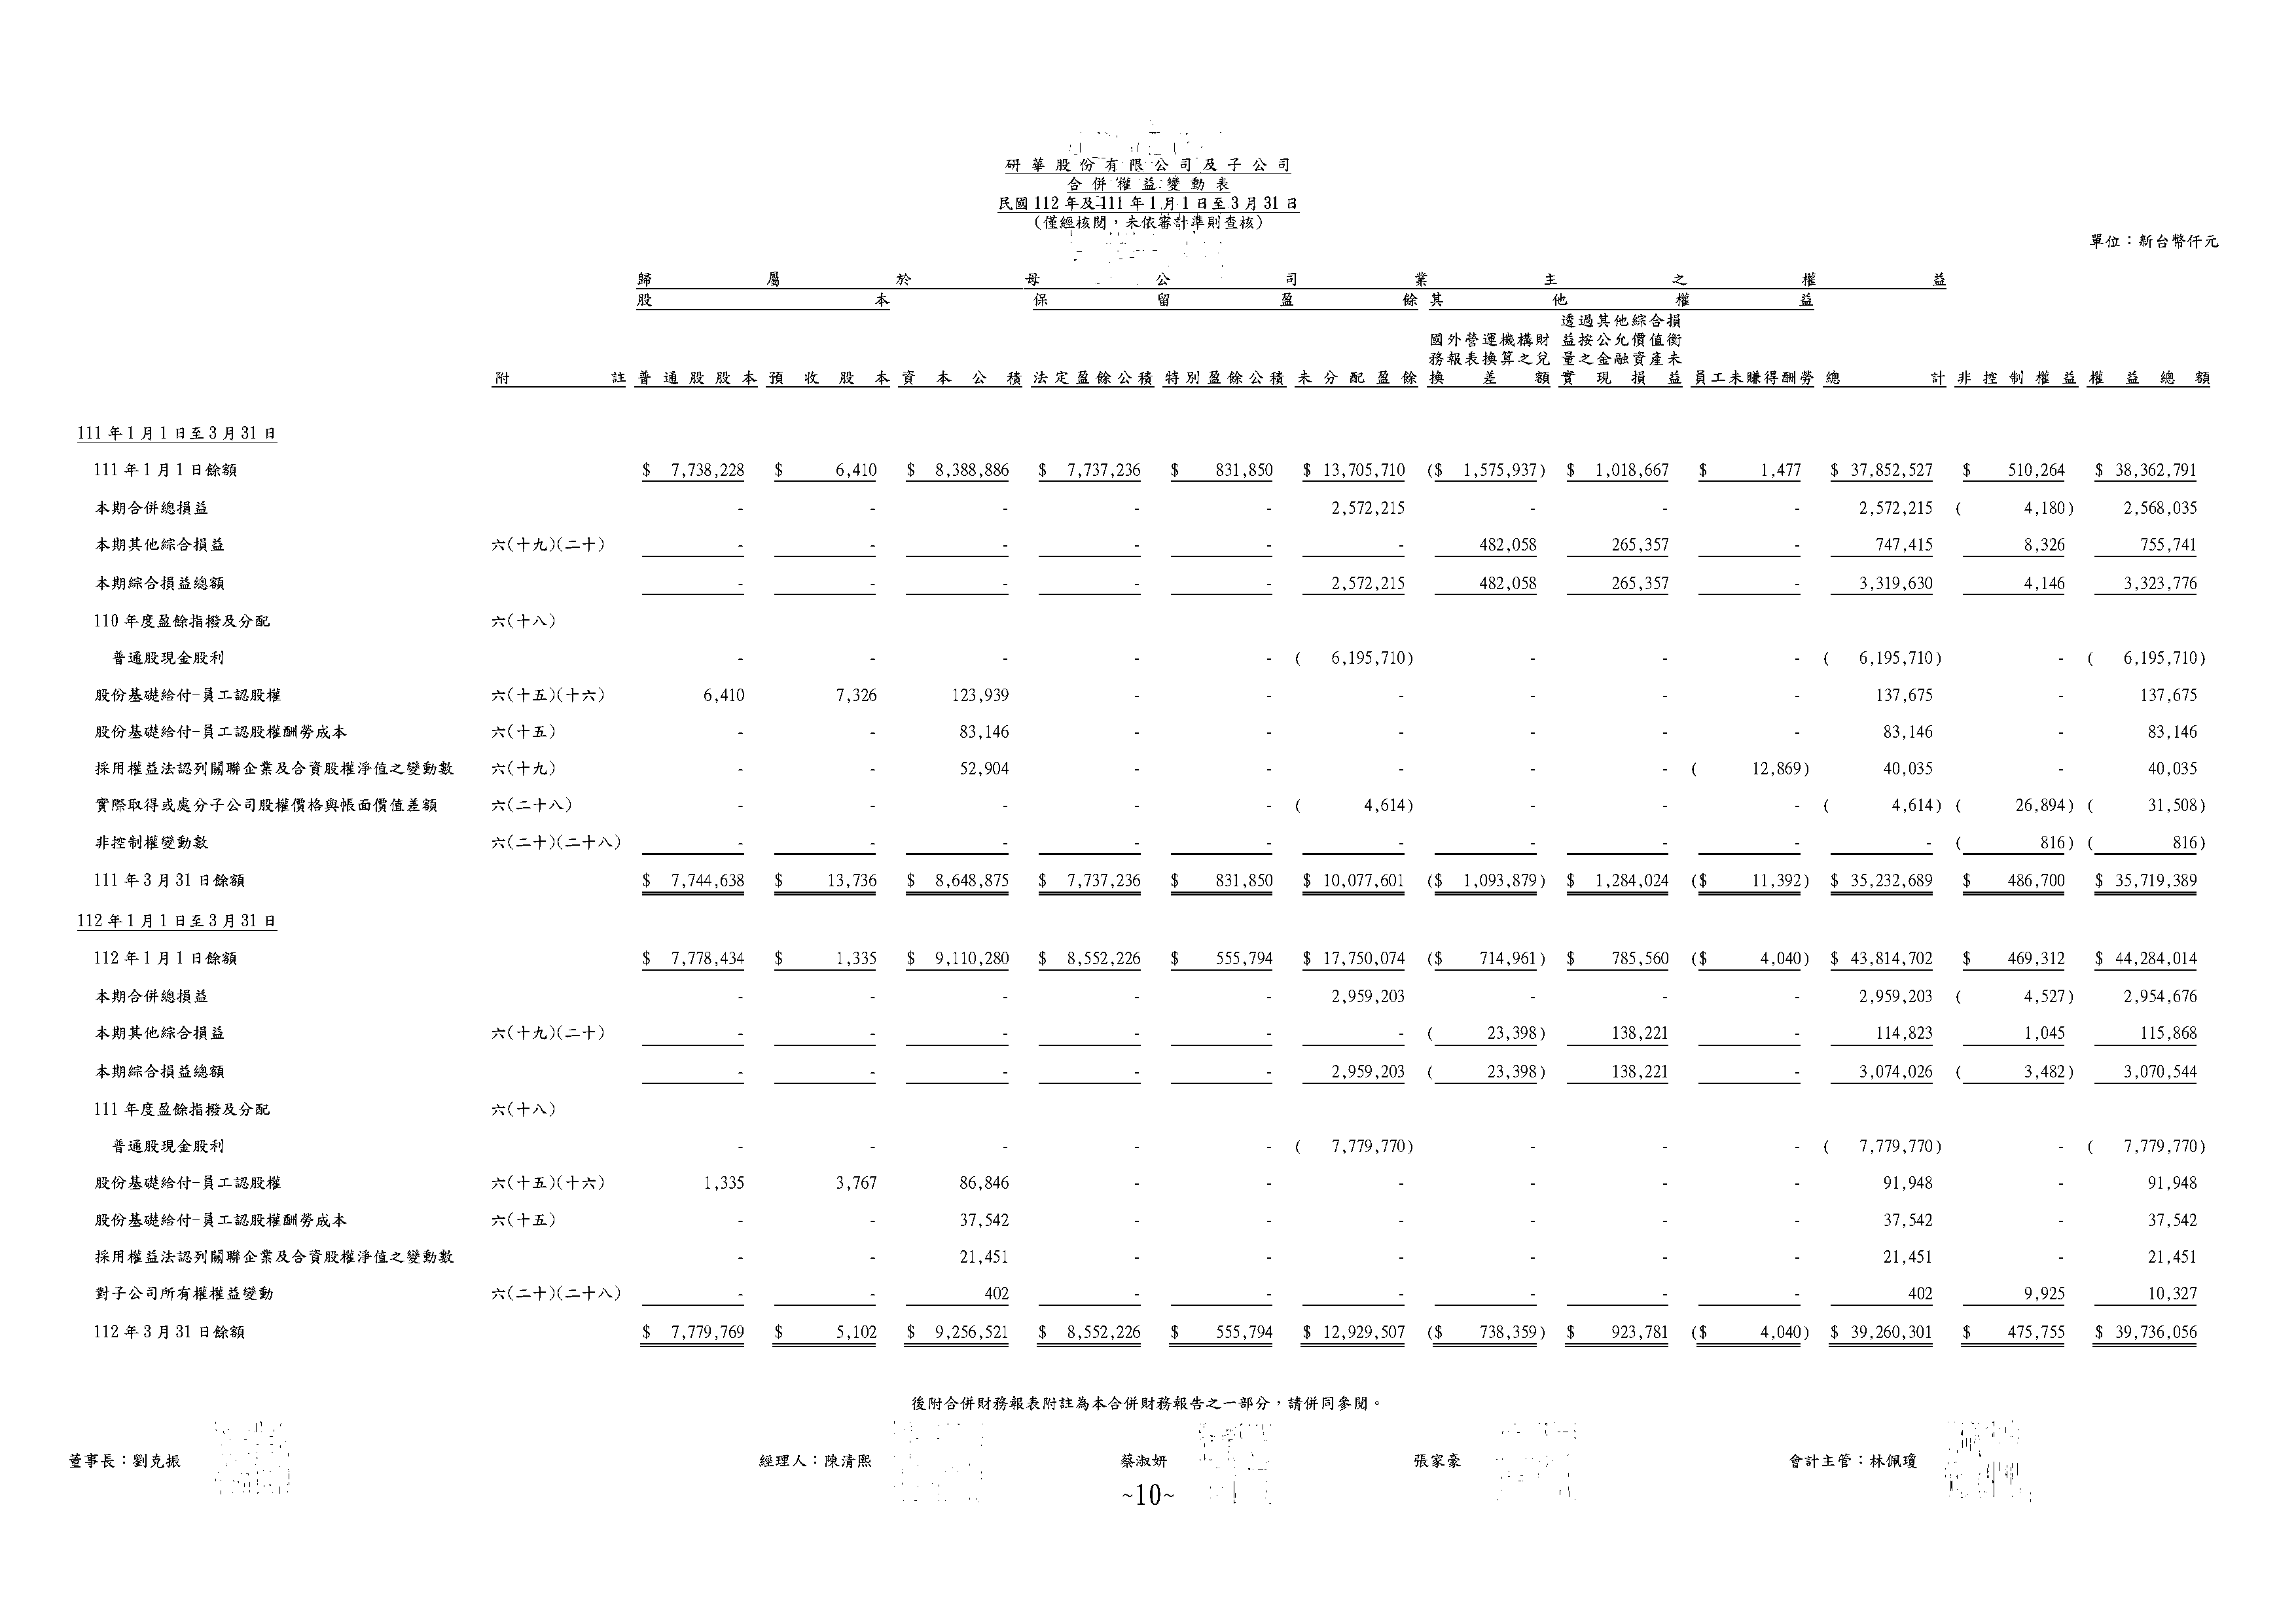 研華股份有限公司及子公司
合併權益變動表
民國112年及111年1月1日至3月31日
(僅經核閱，未依審計準則查核)
單位：新台幣仟元
歸屬於母公司業主之權益
股本 保留盈餘 其他權益
透過其他綜合損
國外營運機構財 益按公允價值衡
務報表換算之兌 量之金融資產未
附註 普通股股本 預收股本 資本公積 法定盈餘公積 特別盈餘公積 未分配盈餘 換差額 實現損益 員工未賺得酬勞 總計 非控制權益 權益總額
111年1月1日至3月31日
111年1月1日餘額 $ 7,738,228 $ 6,410 $ 8,388,886 $ 7,737,236 $ 831,850 $ 13,705,710 ($ 1,575,937) $ 1,018,667 $ 1,477 $ 37,852,527 $ 510,264 $ 38,362,791
本期合併總損益 - - - - - 2,572,215 - - - 2,572,215 ( 4,180) 2,568,035
本期其他綜合損益 六(十九)(二十) - - - - - - 482,058 265,357 - 747,415 8,326 755,741
本期綜合損益總額 - - - - - 2,572,215 482,058 265,357 - 3,319,630 4,146 3,323,776
110年度盈餘指撥及分配 六(十八)
普通股現金股利 - - - - - ( 6,195,710) - - - ( 6,195,710) - ( 6,195,710)
股份基礎給付-員工認股權 六(十五)(十六) 6,410 7,326 123,939 - - - - - - 137,675 - 137,675
股份基礎給付-員工認股權酬勞成本 六(十五) - - 83,146 - - - - - - 83,146 - 83,146
採用權益法認列關聯企業及合資股權淨值之變動數 六(十九) - - 52,904 - - - - - ( 12,869) 40,035 - 40,035
實際取得或處分子公司股權價格與帳面價值差額 六(二十八) - - - - - ( 4,614) - - - ( 4,614) ( 26,894) ( 31,508)
非控制權變動數 六(二十)(二十八) - - - - - - - - - - ( 816) ( 816)
111年3月31日餘額 $ 7,744,638 $ 13,736 $ 8,648,875 $ 7,737,236 $ 831,850 $ 10,077,601 ($ 1,093,879) $ 1,284,024 ($ 11,392) $ 35,232,689 $ 486,700 $ 35,719,389
112年1月1日至3月31日
112年1月1日餘額 $ 7,778,434 $ 1,335 $ 9,110,280 $ 8,552,226 $ 555,794 $ 17,750,074 ($ 714,961) $ 785,560 ($ 4,040) $ 43,814,702 $ 469,312 $ 44,284,014
本期合併總損益 - - - - - 2,959,203 - - - 2,959,203 ( 4,527) 2,954,676
本期其他綜合損益 六(十九)(二十) - - - - - - ( 23,398) 138,221 - 114,823 1,045 115,868
本期綜合損益總額 - - - - - 2,959,203 ( 23,398) 138,221 - 3,074,026 ( 3,482) 3,070,544
111年度盈餘指撥及分配 六(十八)
普通股現金股利 - - - - - ( 7,779,770) - - - ( 7,779,770) - ( 7,779,770)
股份基礎給付-員工認股權 六(十五)(十六) 1,335 3,767 86,846 - - - - - - 91,948 - 91,948
股份基礎給付-員工認股權酬勞成本 六(十五) - - 37,542 - - - - - - 37,542 - 37,542
採用權益法認列關聯企業及合資股權淨值之變動數 - - 21,451 - - - - - - 21,451 - 21,451
對子公司所有權權益變動 六(二十)(二十八) - - 402 - - - - - - 402 9,925 10,327
112年3月31日餘額 $ 7,779,769 $ 5,102 $ 9,256,521 $ 8,552,226 $ 555,794 $ 12,929,507 ($ 738,359) $ 923,781 ($ 4,040) $ 39,260,301 $ 475,755 $ 39,736,056
後附合併財務報表附註為本合併財務報告之一部分，請併同參閱。
董事長：劉克振 經理人：陳清熙 蔡淑妍 張家豪 會計主管：林佩瓊
~10~